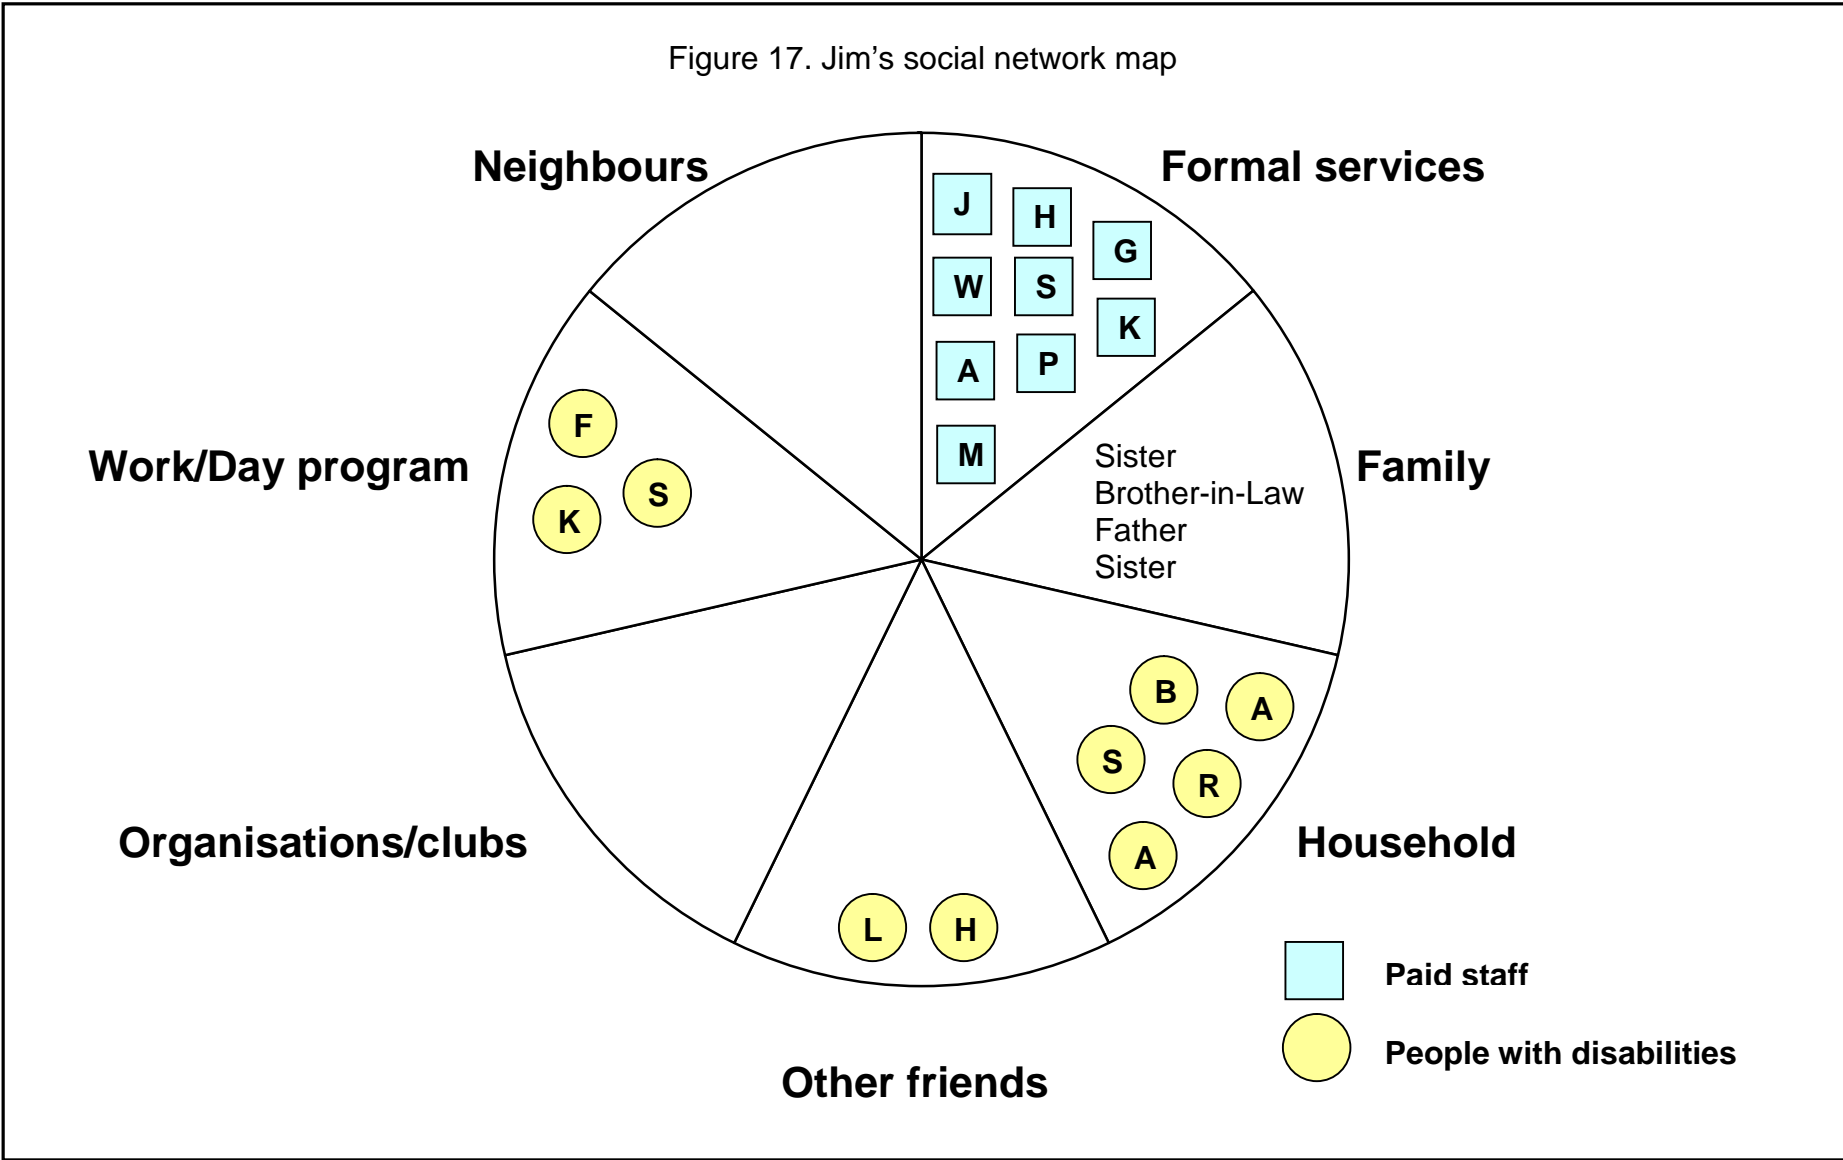 Figure 17. Jim’s social network map
Neighbours
Formal services
J
H
G
W
S
K
A
P
M
Work/Day program
F
S
K
Sister
Brother-in-Law
Father
Sister
Family
B
A
S
R
A
Household
Organisations/clubs
L
H
Other friends
Paid staff
People with disabilities